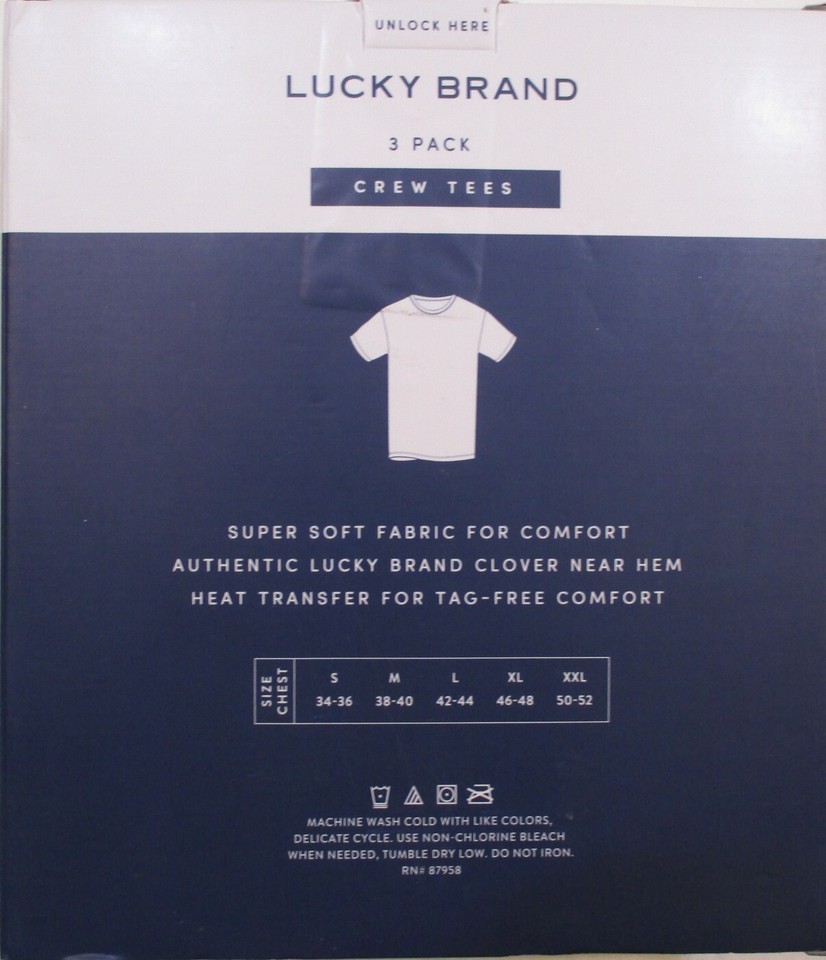 UNLOCK HERE
LUCKY BRAND
3 PACK
CREW TEES
SUPER SOFT FABRIC FOR COMFORT
AUTHENTIC LUCKY BRAND CLOVER NEAR HEM
HEAT TRANSFER FOR TAG-FREE COMFORT
SIZE S M L XL XXL
CHEST 34-36 38-40 42-44 46-48 50-52
MACHINE WASH COLD WITH LIKE COLORS,
DELICATE CYCLE. USE NON-CHLORINE BLEACH
WHEN NEEDED, TUMBLE DRY LOW. DO NOT IRON.
RN# 87958